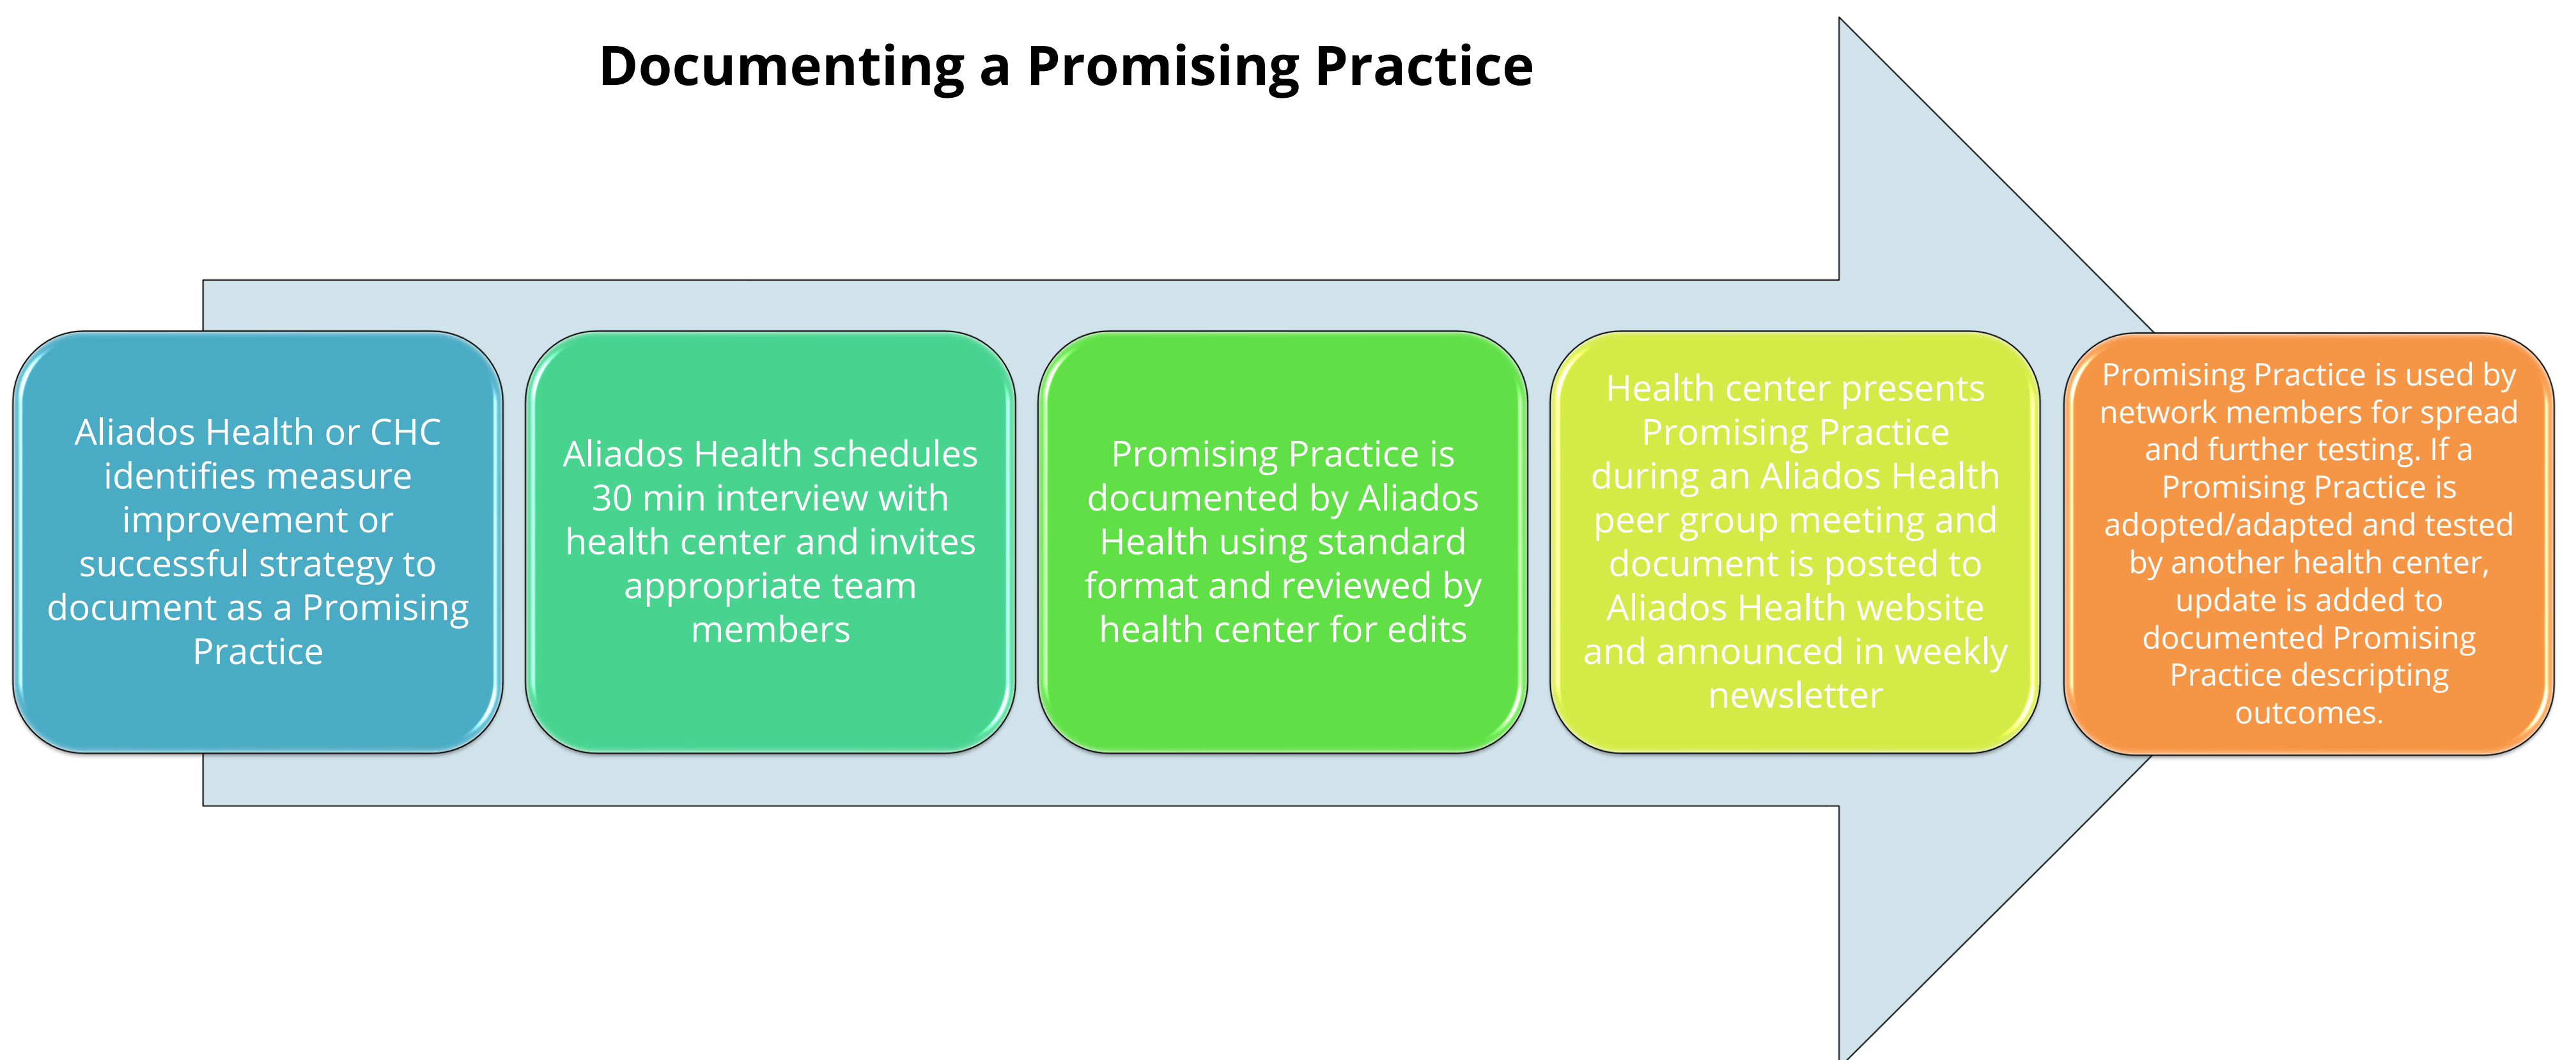 Documenting a Promising Practice
Aliados Health or CHC
identifies measure
improvement or
successful strategy to
document as a Promising
Practice
Aliados Health schedules
30 min interview with
health center and invites
appropriate team
members
Promising Practice is
documented by Aliados
Health using standard
format and reviewed by
health center for edits
Health center presents
Promising Practice
during an Aliados Health
peer group meeting and
document is posted to
Aliados Health website
and announced in weekly
newsletter
Promising Practice is used by
network members for spread
and further testing. If a
Promising Practice is
adopted/adapted and tested
by another health center,
update is added to
documented Promising
Practice descripting
outcomes.